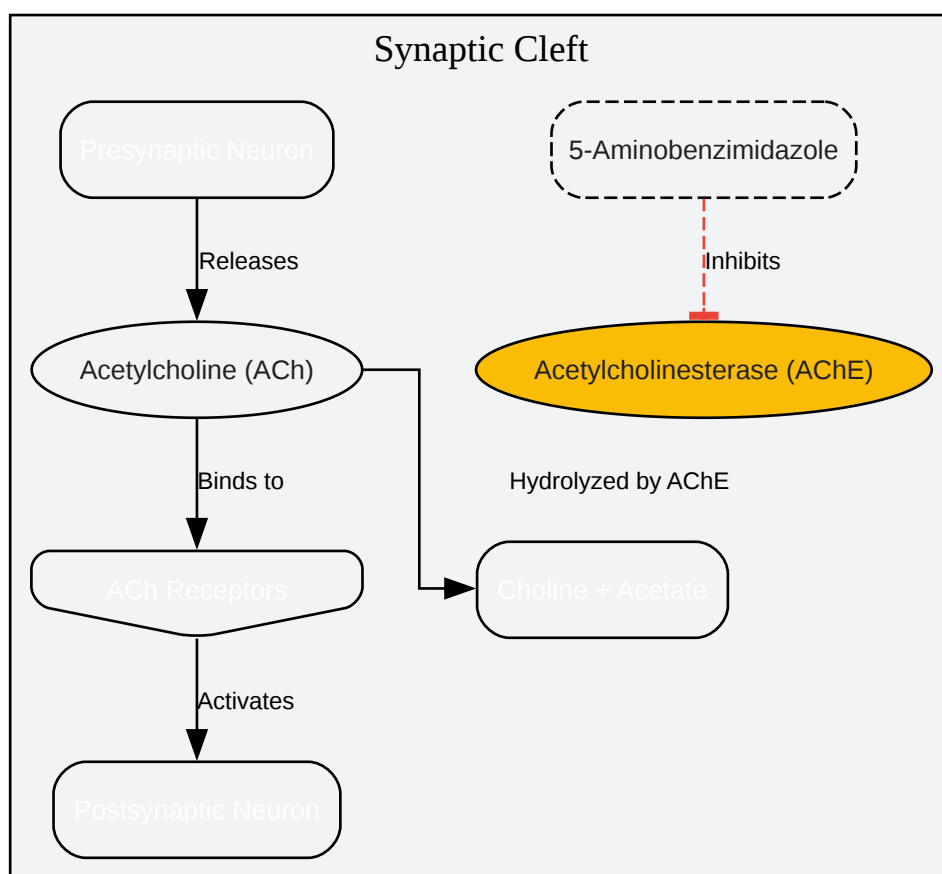 Synaptic Cleft
Presynaptic Neuron
5-Aminobenzimidazole
Releases
Inhibits
Acetylcholine (ACh)
Acetylcholinesterase (AChE)
Binds to
Hydrolyzed by AChE
ACh Receptors
Choline + Acetate
Activates
Postsynaptic Neuron